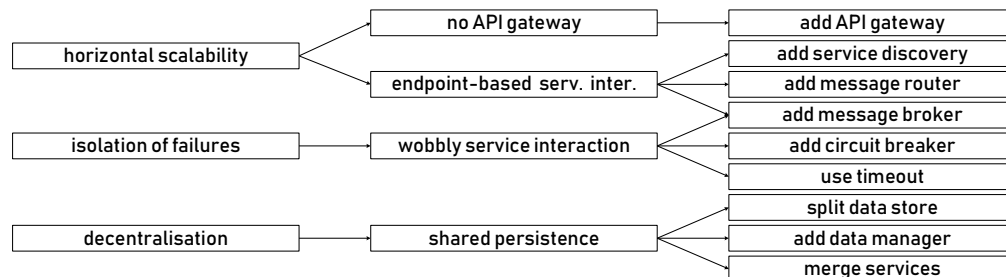 no API gateway
add API gateway
horizontal scalability
add service discovery
endpoint-based serv. inter.
add message router
add message broker
isolation of failures
wobbly service interaction
add circuit breaker
use timeout
split data store
decentralisation
shared persistence
add data manager
merge services